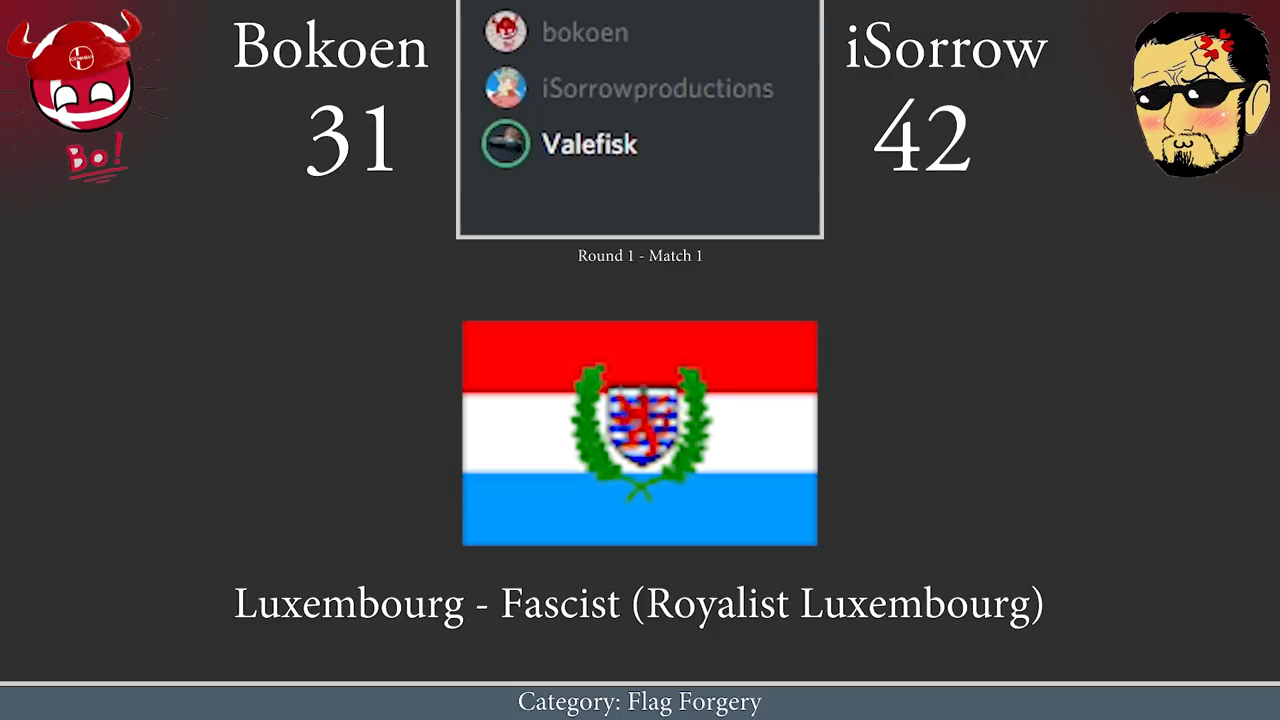 Bokoen
31
bokoen
iSorrowproductions
Valefisk
iSorrow
42
Bo!
Round 1 - Match 1
Luxembourg - Fascist (Royalist Luxembourg)
Category: Flag Forgery